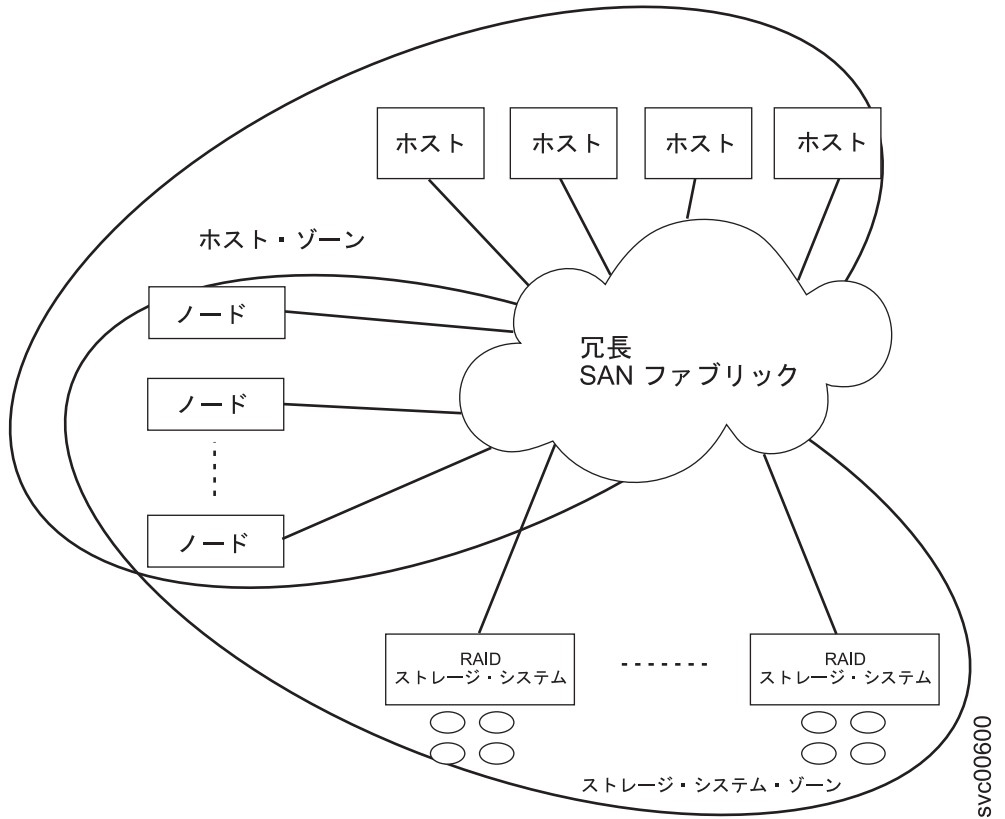 ホスト
ホスト
ホスト
ホスト
ホスト・ゾーン
ノード
冗長
SAN ファブリック
ノード
ノード
RAID
ストレージ・システム
RAID
ストレージ・システム
ストレージ・システム・ゾーン
svc00600